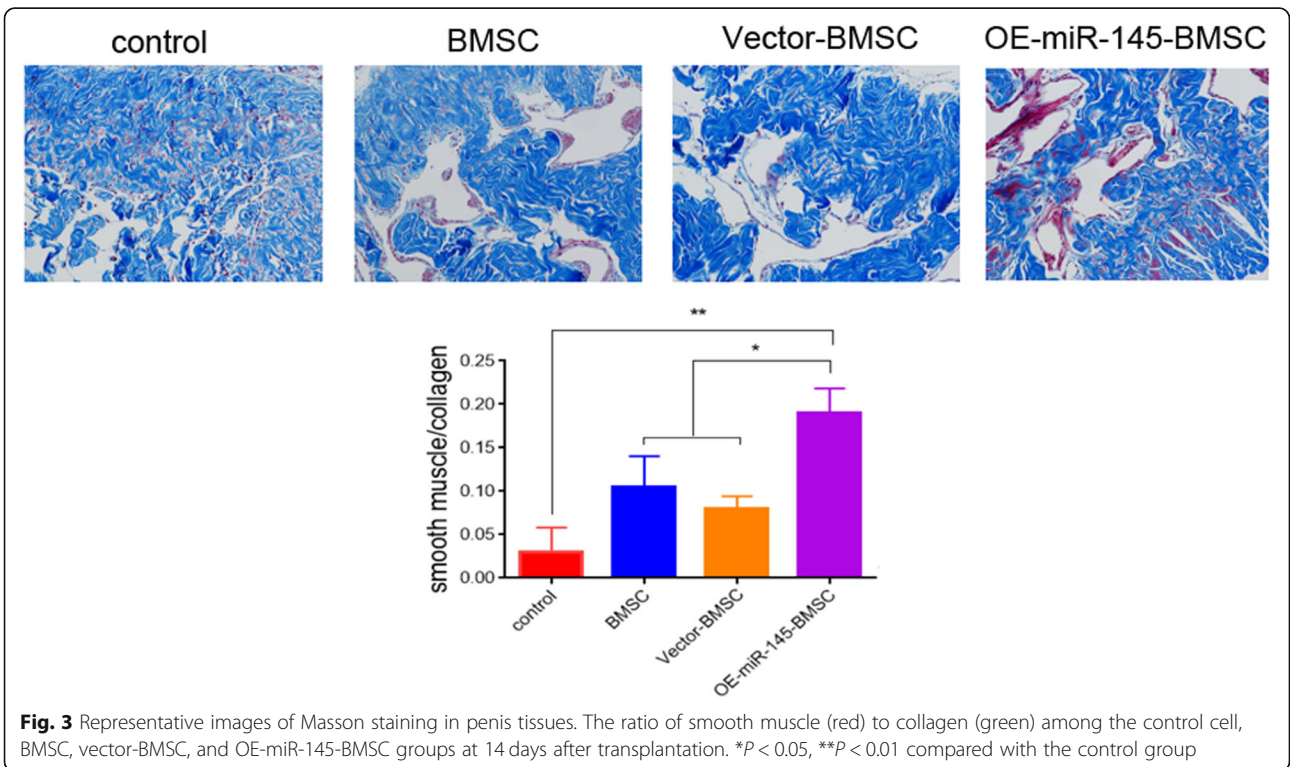 control
BMSC
Vector-BMSC
OE-miR-145-BMSC
**
*
smooth muscle/collagen
0.25
0.20
0.15
0.10
0.05
0.00
control
BMSC
Vector-BMSC
OE-miR-145-BMSC
Fig. 3 Representative images of Masson staining in penis tissues. The ratio of smooth muscle (red) to collagen (green) among the control cell,
BMSC, vector-BMSC, and OE-miR-145-BMSC groups at 14 days after transplantation. *P < 0.05, **P < 0.01 compared with the control group